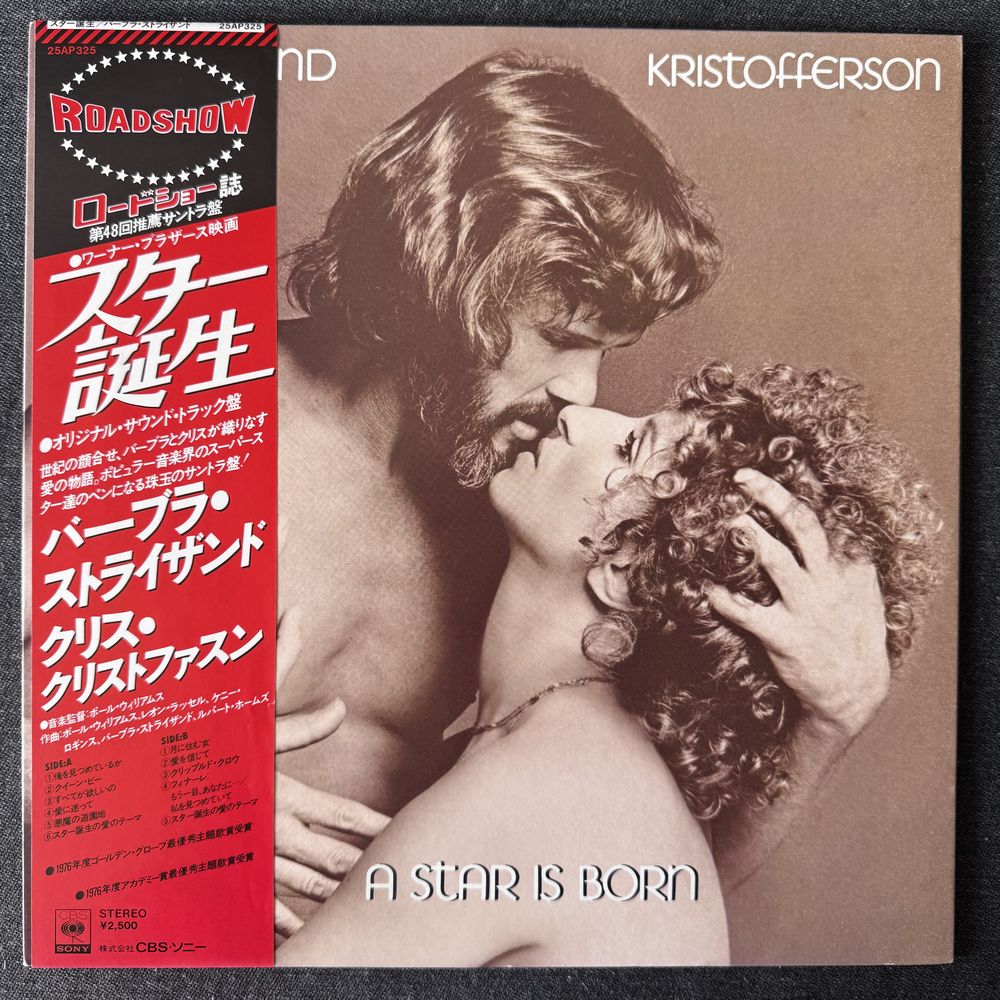 スター誕生/バーブラ・ストライザンド 25AP325
25AP325
ROADSHOW
ロードショー誌
第48回推薦サントラ盤
●ワーナー・ブラザース映画
スター
誕生
●オリジナル・サウンド・トラック盤
世紀の顔合せ、バーブラとクリスが織りなす
愛の物語。ポピュラー音楽界のスーパース
ター達のペンになる珠玉のサントラ盤!
バーブラ・
ストライザンド
クリス・
クリストファスン
●音楽監督:ポール・ウィリアムス
作曲:ポール・ウィリアムス、レオン・ラッセル、ケニー・
ロギンス、バーブラ・ストライザンド、ルパート・ホームズ
SIDE:A
①俺を見つめているか
②クイーン・ビー
③すべてが欲しいの
④愛に迷って
⑤悪魔の遊園地
⑥スター誕生の愛のテーマ
SIDE:B
①月に住む女
②愛を信じて
③クリップルド・クロウ
④フィナーレ:
もう一目、あなたに…/
私を見つめていて
⑤スター誕生の愛のテーマ
●1976年度ゴールデン・グローブ最優秀主題歌賞受賞
●1976年度アカデミー賞最優秀主題歌賞受賞
CBS
SONY
STEREO
¥2,500
株式会社CBS・ソニー
ND
KRISTOFFERSON
A STAR IS BORN